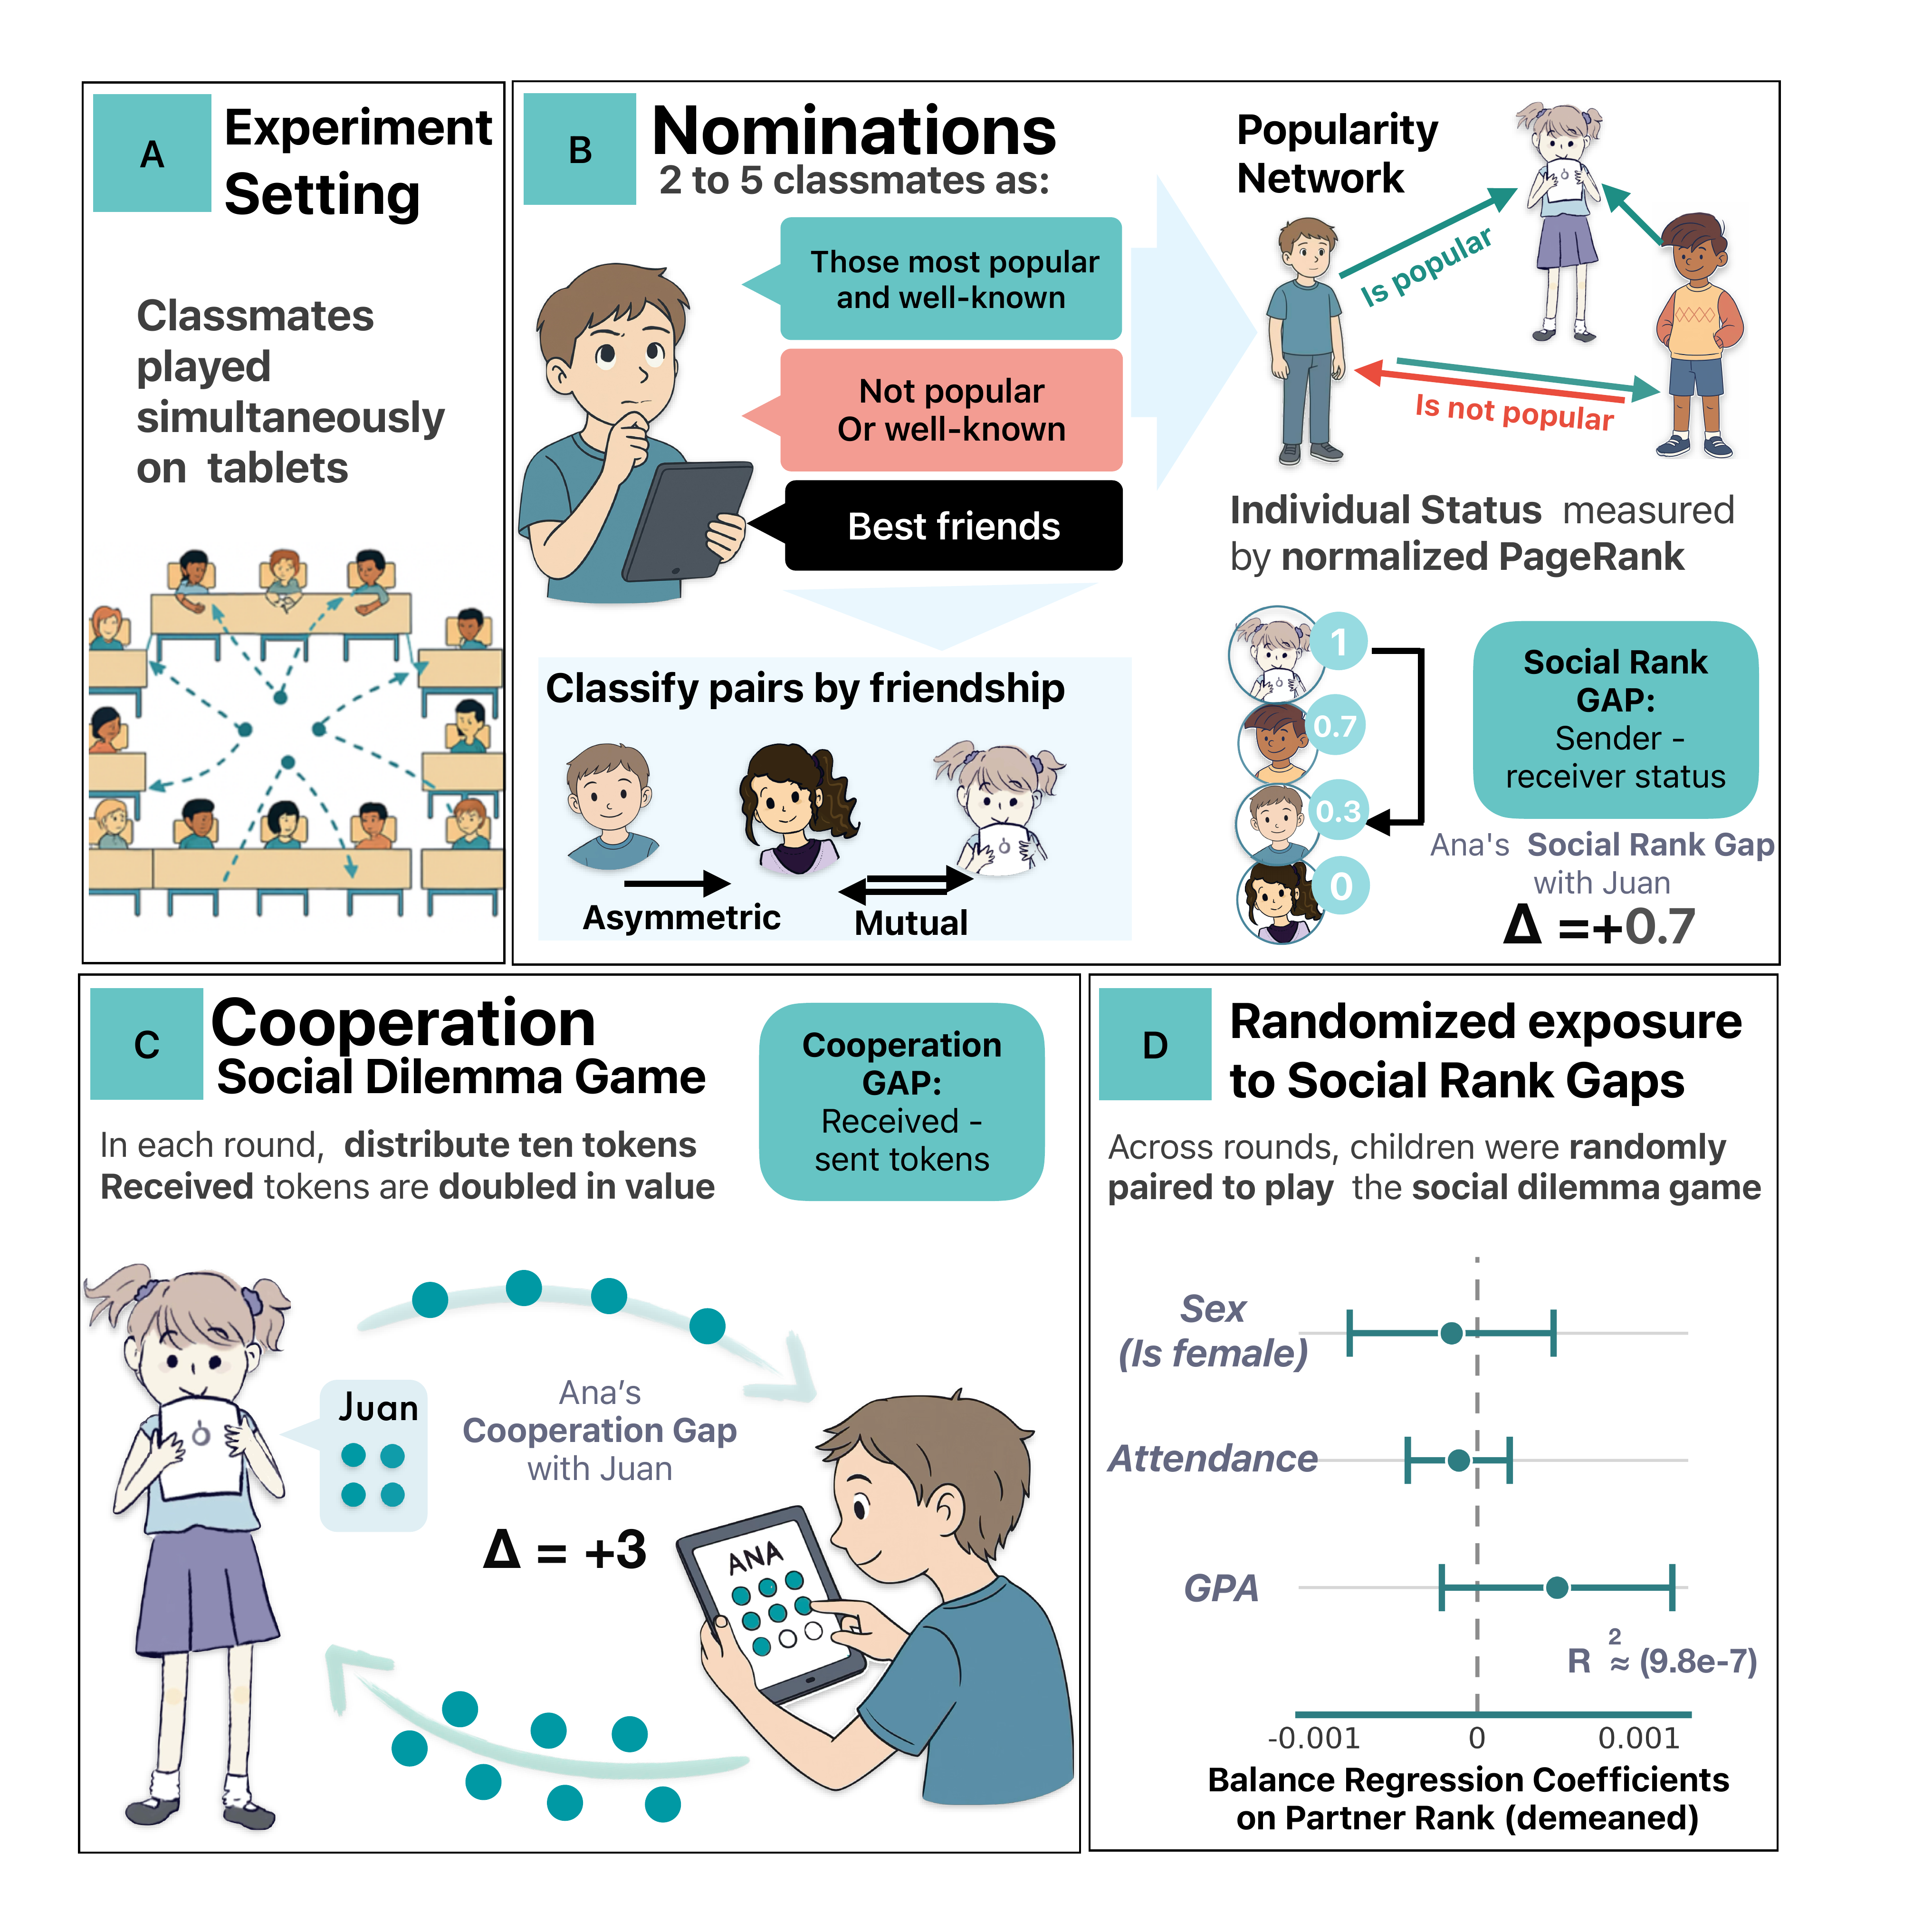 A
Experiment
Setting
Classmates
played
simultaneously
on tablets
B
Nominations
2 to 5 classmates as:
Those most popular
and well-known
Not popular
Or well-known
Best friends
Classify pairs by friendship
Asymmetric
Mutual
Popularity
Network
Is popular
Is not popular
Individual Status measured
by normalized PageRank
1
0.7
0.3
0
Social Rank
GAP:
Sender -
receiver status
Ana's Social Rank Gap
with Juan
Δ =+0.7
C
Cooperation
Social Dilemma Game
In each round, distribute ten tokens
Received tokens are doubled in value
Cooperation
GAP:
Received -
sent tokens
Juan
Ana's
Cooperation Gap
with Juan
Δ = +3
ANA
D
Randomized exposure
to Social Rank Gaps
Across rounds, children were randomly
paired to play the social dilemma game
Sex
(Is female)
Attendance
GPA
R² ≈ (9.8e-7)
-0.001 0 0.001
Balance Regression Coefficients
on Partner Rank (demeaned)